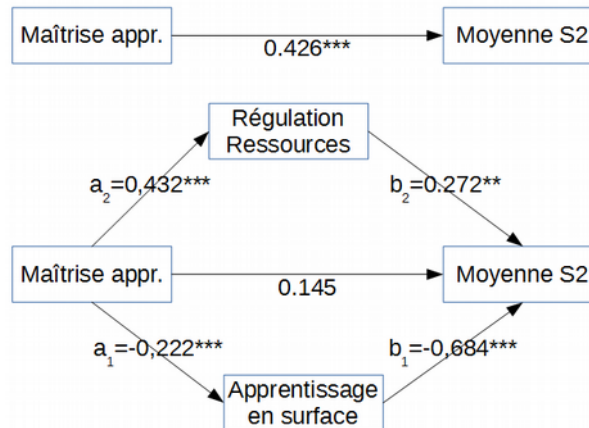 Maîtrise appr.
0.426***
Moyenne S2
Régulation
Ressources
a2=0,432***
b2=0.272**
Maîtrise appr.
0.145
Moyenne S2
a1=-0,222***
b1=-0,684***
Apprentissage
en surface